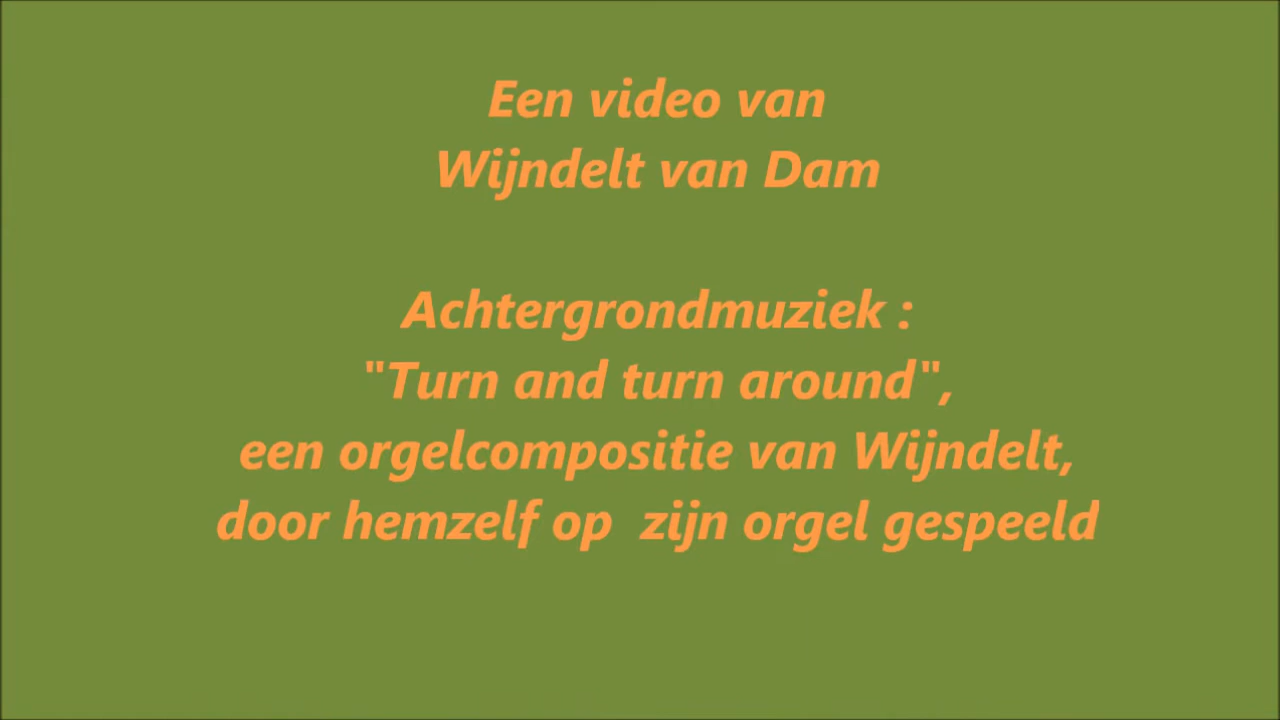 Een video van
Wijndelt van Dam
Achtergrondmuziek :
"Turn and turn around",
een orgelcompositie van Wijndelt,
door hemzelf op  zijn orgel gespeeld